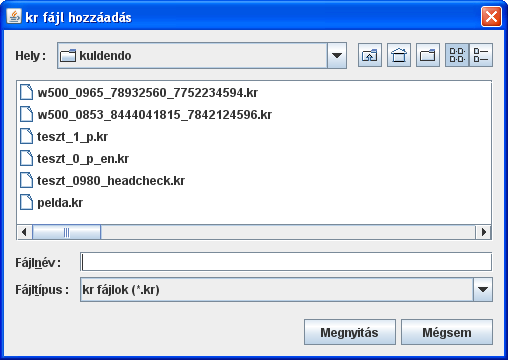 kr fájl hozzáadás
Hely :
kuldendo
w500_0965_78932560_7752234594.kr
w500_0853_8444041815_7842124596.kr
teszt_1_p.kr
teszt_0_p_en.kr
teszt_0980_headcheck.kr
pelda.kr
Fájlnév :
Fájltípus :
kr fájlok (*.kr)
Megnyitás
Mégsem